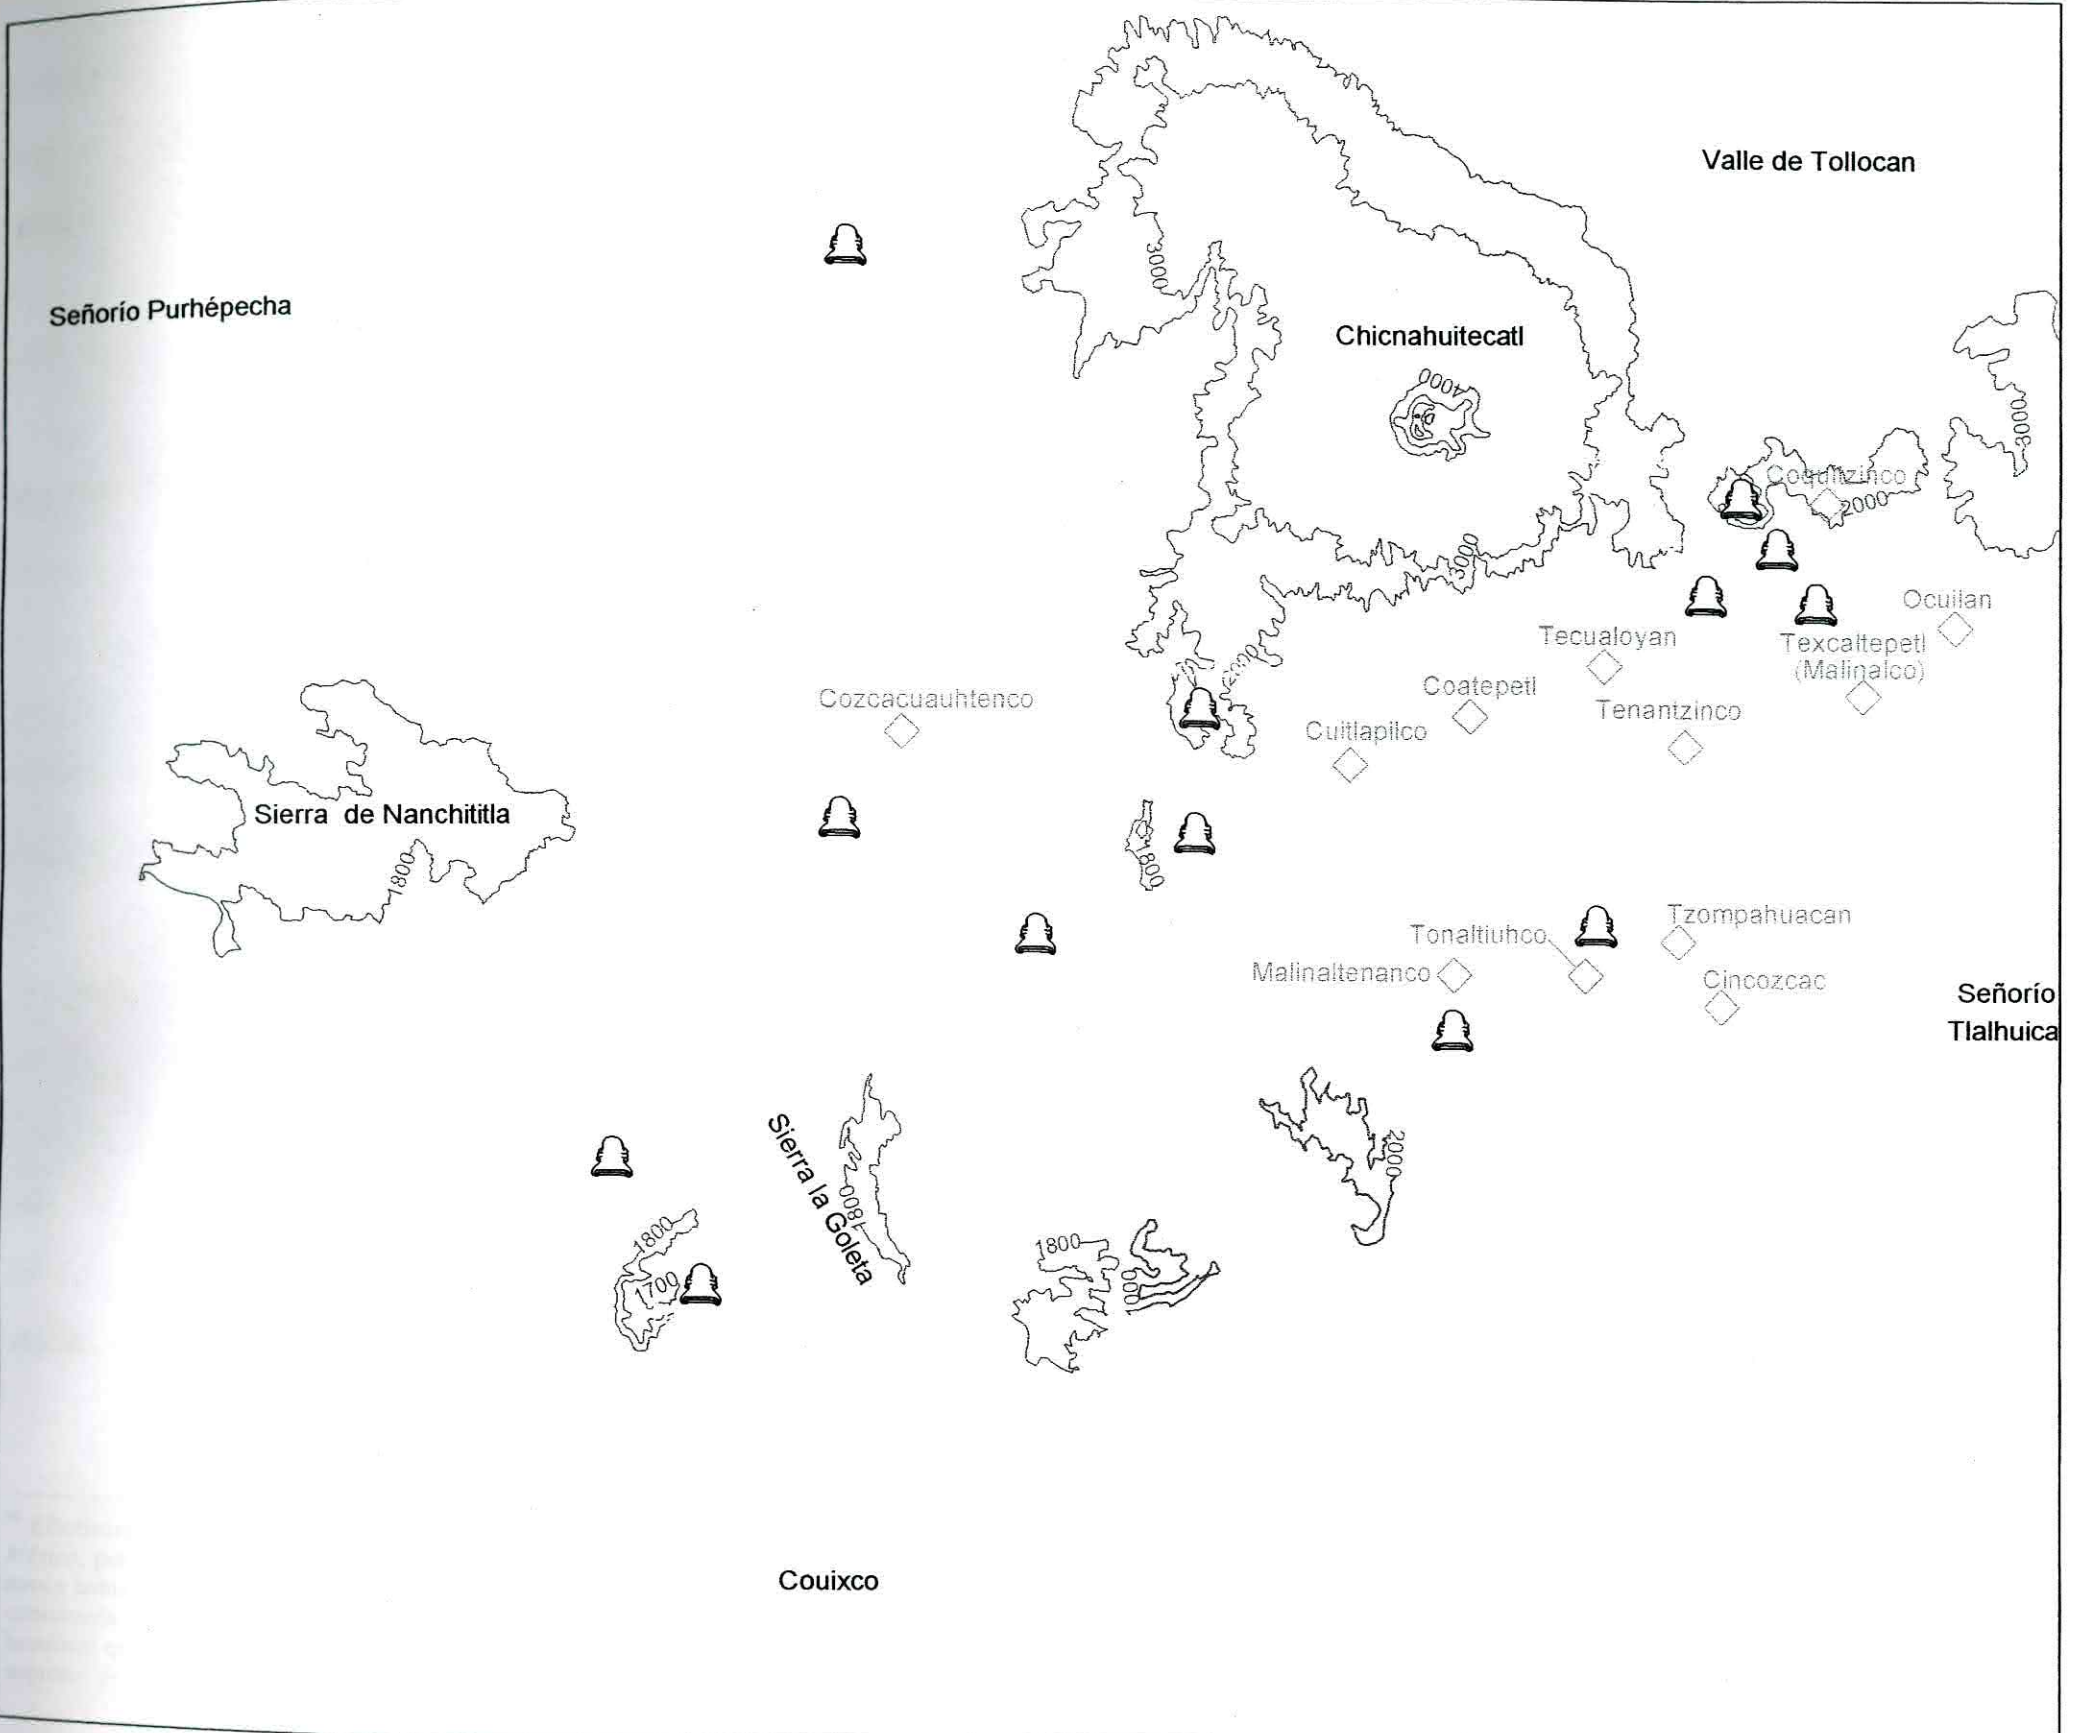 Valle de Tollocan
Señorío Purhépecha
3000
Chicnahuitecatl
4000
3000
Coquitzinco
2000
3000
Ocuilan
Tecualoyan
Texcaltepetl
(Malinalco)
Coatepetl
Cozcacuauhtenco
Tenantzinco
Cuitlapilco
Sierra de Nanchititla
1800
1800
Tzompahuacan
Tonaltiuhco
Malinaltenanco
Cincozcac
Señorío
Tlalhuica
Sierra la Goleta
1800
2000
1800
1700
1800
Couixco